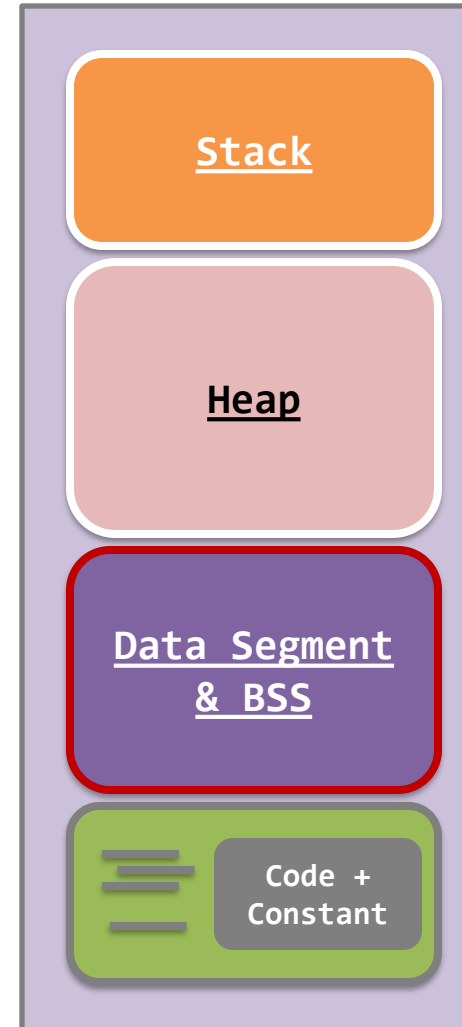 Stack
Heap
Data Segment
& BSS
Code +
Constant